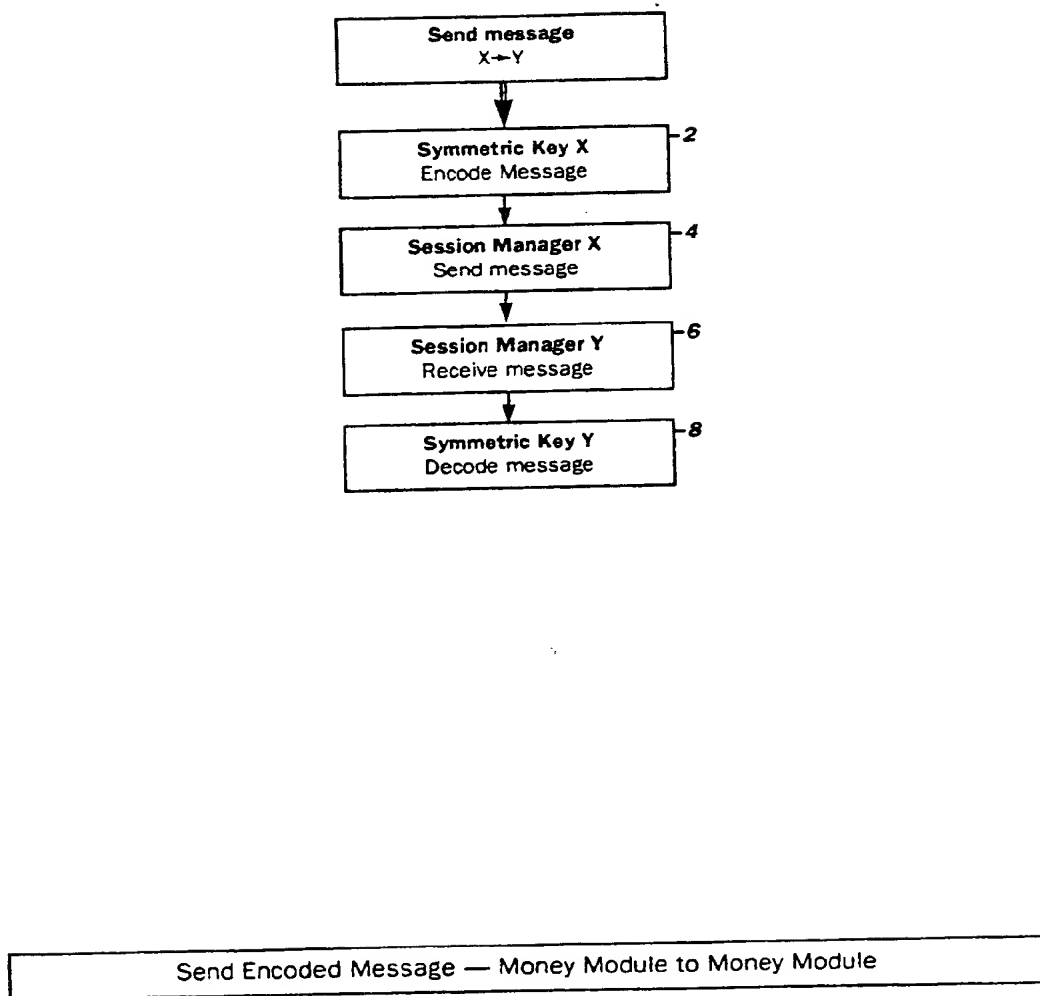 Send message
X→Y
Symmetric Key X
Encode Message
2
Session Manager X
Send message
4
Session Manager Y
Receive message
6
Symmetric Key Y
Decode message
8
Send Encoded Message — Money Module to Money Module